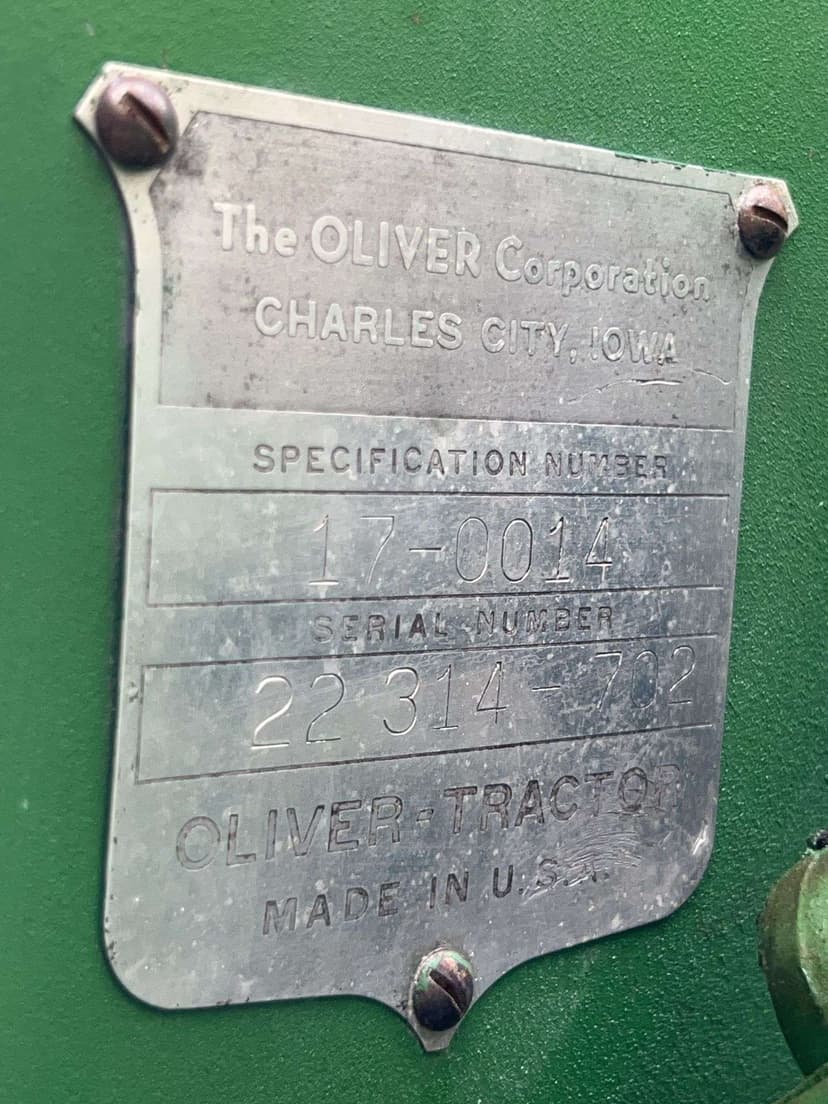 The OLIVER Corporation
CHARLES CITY, IOWA
SPECIFICATION NUMBER
17-0014
SERIAL NUMBER
22 314-702
OLIVER-TRACTOR
MADE IN U.S.A.